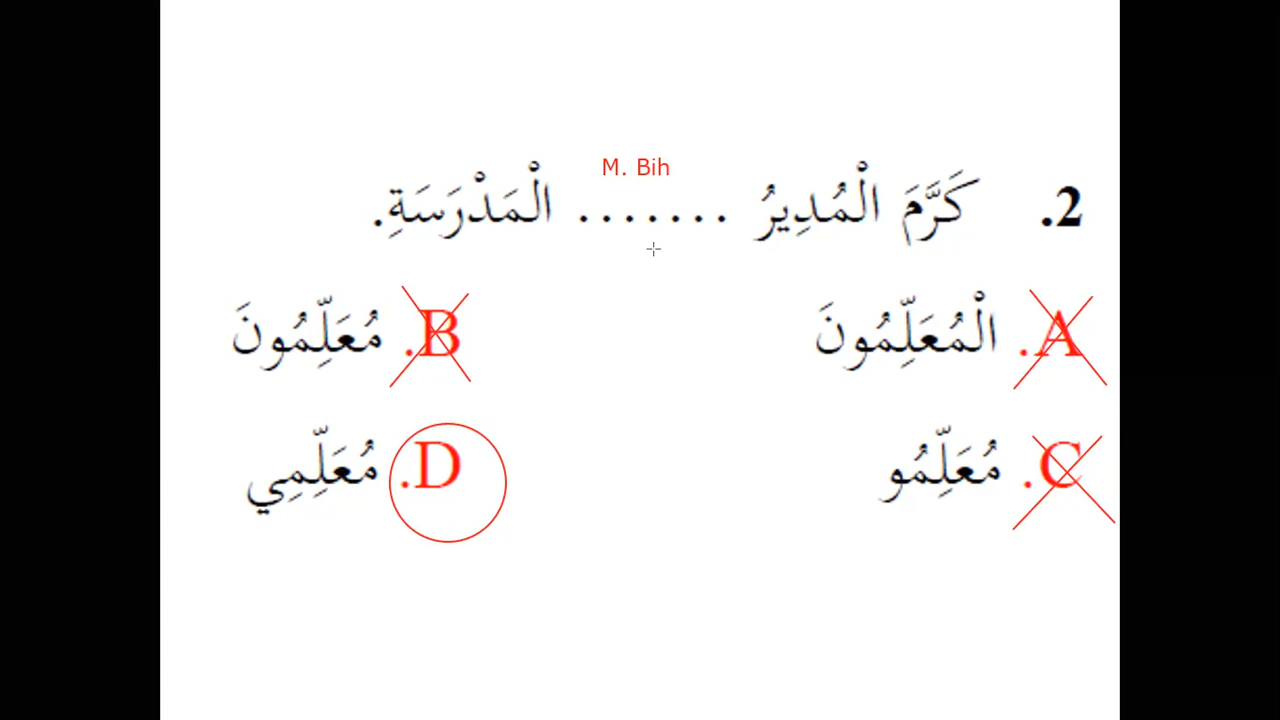 M. Bih
2. كَرَّمَ الْمُدِيرُ ....... الْمَدْرَسَةِ.
A. الْمُعَلِّمُونَ B. مُعَلِّمُونَ
C. مُعَلِّمُو D. مُعَلِّمِي